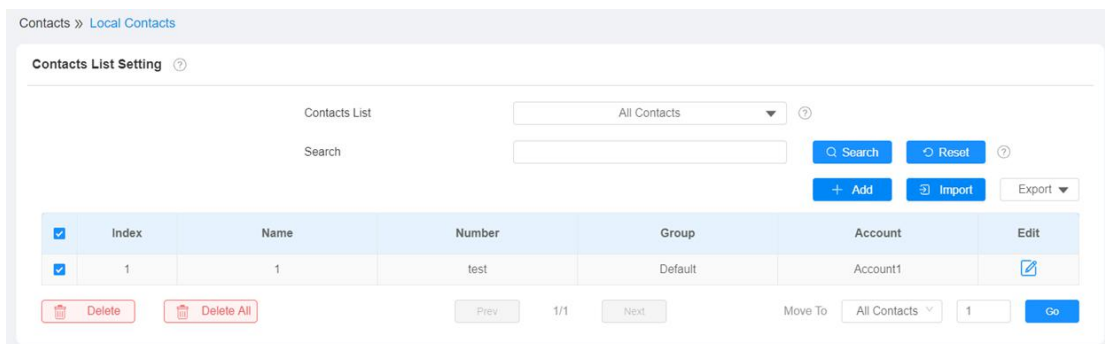 Contacts » Local Contacts
Contacts List Setting ?
Contacts List All Contacts ?
Search Search Reset ?
+ Add Import Export
Index Name Number Group Account Edit
1 1 test Default Account1
Delete Delete All Prev 1/1 Next Move To All Contacts 1 Go